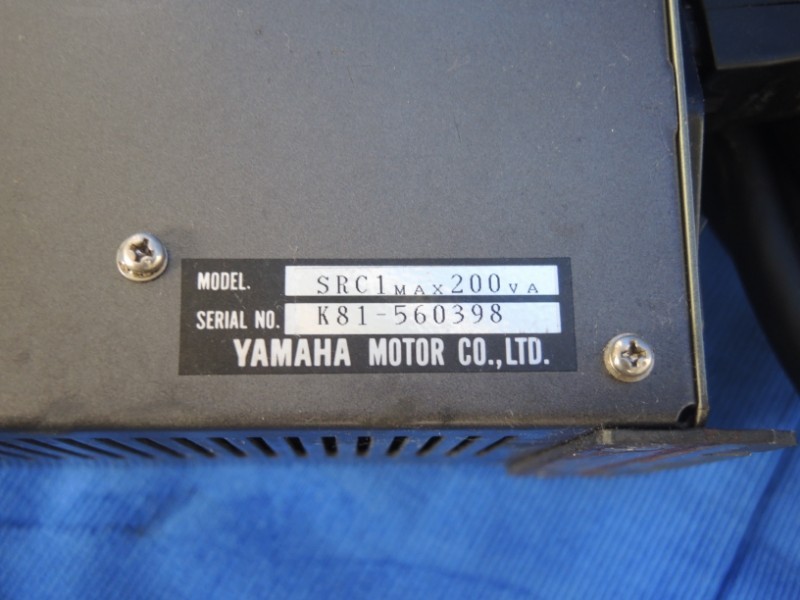 MODEL. SRC1 MAX 200 VA
SERIAL NO. K81-560398
YAMAHA MOTOR CO.,LTD.